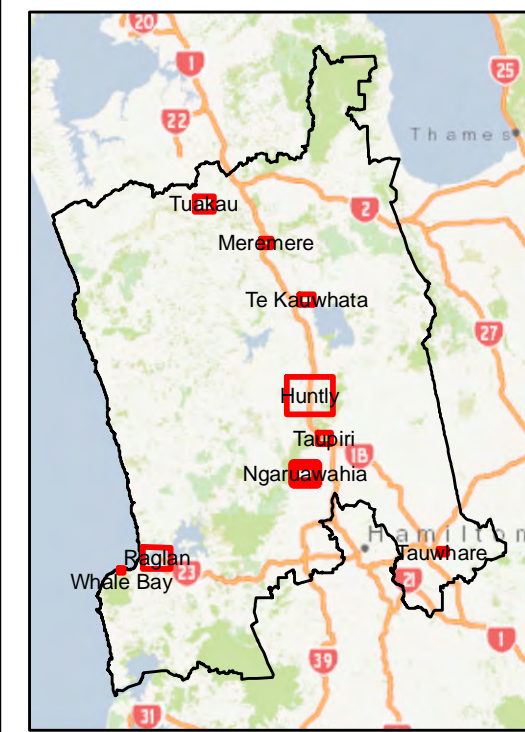 20
1
25
22
Thames
Tuakau
2
Meremere
Te Kauwhata
27
Huntly
Taupiri
1B
Ngaruawahia
Hamilton
Raglan
Tauwhare
Whale Bay
23
21
1
39
31